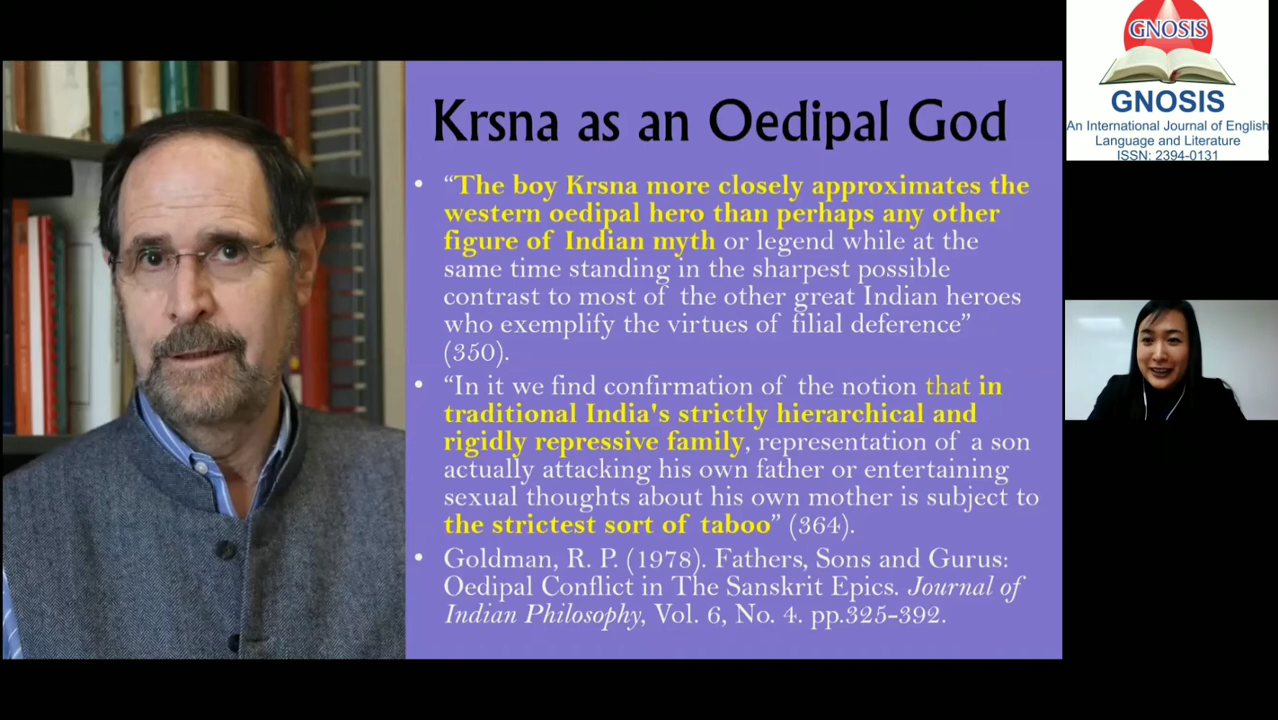 Krsna as an Oedipal God
• “The boy Krsna more closely approximates the
western oedipal hero than perhaps any other
figure of Indian myth or legend while at the
same time standing in the sharpest possible
contrast to most of the other great Indian heroes
who exemplify the virtues of filial deference”
(350).
• “In it we find confirmation of the notion that in
traditional India's strictly hierarchical and
rigidly repressive family, representation of a son
actually attacking his own father or entertaining
sexual thoughts about his own mother is subject to
the strictest sort of taboo” (364).
• Goldman, R. P. (1978). Fathers, Sons and Gurus:
Oedipal Conflict in The Sanskrit Epics. Journal of
Indian Philosophy, Vol. 6, No. 4. pp.325-392.
GNOSIS
GNOSIS
An International Journal of English
Language and Literature
ISSN: 2394-0131